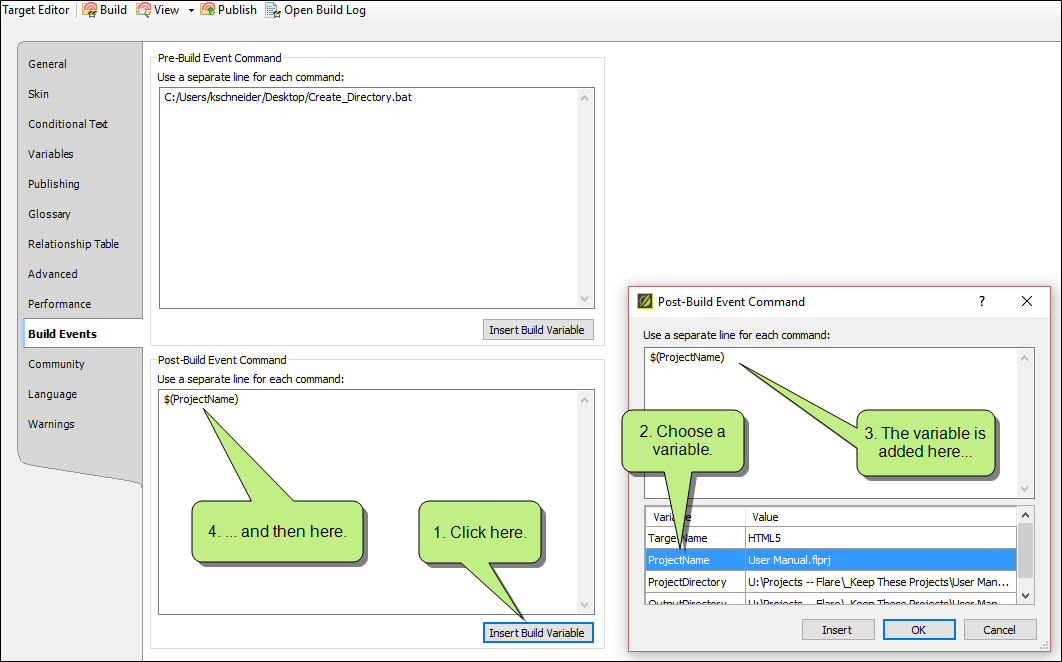 Target Editor Build View Publish Open Build Log
General
Skin
Conditional Text
Variables
Publishing
Glossary
Relationship Table
Advanced
Performance
Build Events
Community
Language
Warnings
Pre-Build Event Command
Use a separate line for each command:
C:/Users/kschneider/Desktop/Create_Directory.bat
Insert Build Variable
Post-Build Event Command
Use a separate line for each command:
$(ProjectName)
4. ... and then here.
1. Click here.
Insert Build Variable
Post-Build Event Command ?
Use a separate line for each command:
$(ProjectName)
2. Choose a
variable.
3. The variable is
added here...
Value
HTML5
ProjectName User Manual.flprj
ProjectDirectory U:\Projects -- Flare\_Keep These Projects\User Man...
OutputDirectory U:\Projects -- Flare\_Keep These Projects\User Man...
Insert OK Cancel